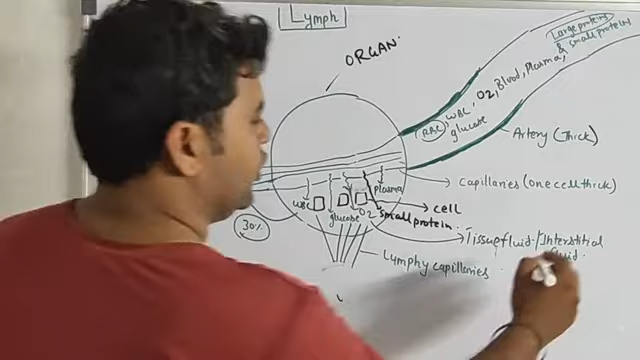 Lymph
ORGAN
Large proteins
& small proteins
RBC, WBC, O2, Blood, Plasma,
glucose
Artery (Thick)
Capillaries (one cell thick)
WBC
glucose
O2
plasma
cell
small protein.
30%
Tissue fluid/Interstitial
fluid.
Lymphy capillaries